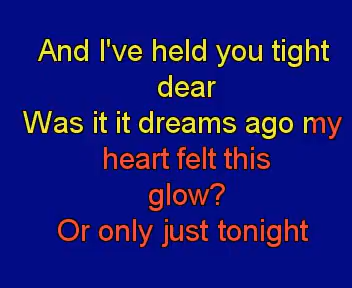 And I've held you tight
dear
Was it it dreams ago my
heart felt this
glow?
Or only just tonight